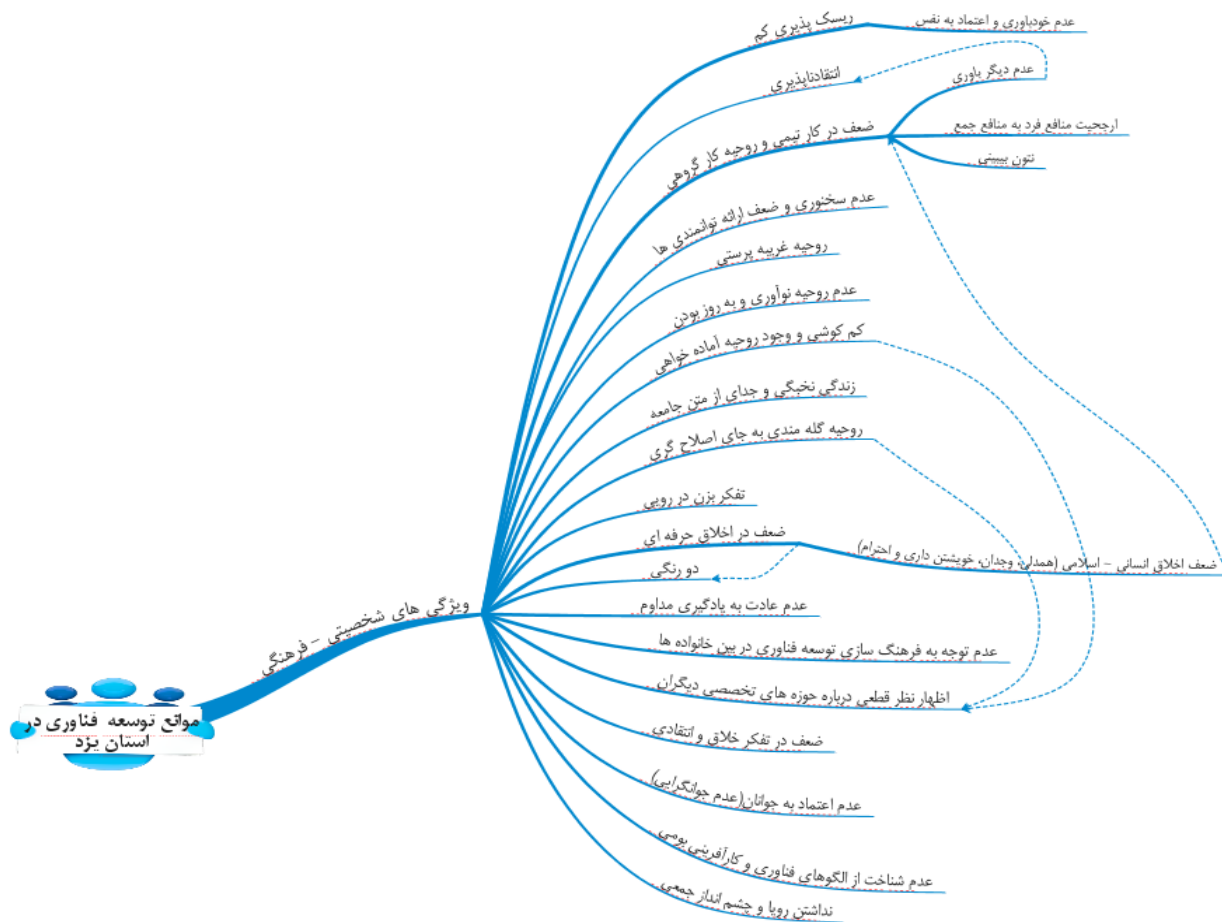 موانع توسعه فناوری در
استان یزد
ویژگی های شخصیتی - فرهنگی
ریسک پذیری کم
عدم خودباوری و اعتماد به نفس
انتقادناپذیری
ضعف در کار تیمی و روحیه کار گروهی
عدم دیگر باوری
ارجحیت منافع فرد به منافع جمع
نتون بیبینی
عدم سخنوری و ضعف ارائه توانمندی ها
روحیه غریبه پرستی
عدم روحیه نوآوری و به روز بودن
کم کوشی و وجود روحیه آماده خواهی
زندگی نخبگی و جدای از متن جامعه
روحیه گله مندی به جای اصلاح گری
تفکر بزن در رویی
ضعف در اخلاق حرفه ای
ضعف اخلاق انسانی - اسلامی (همدلی، وجدان، خویشتن داری و احترام)
دو رنگی
عدم عادت به یادگیری مداوم
عدم توجه به فرهنگ سازی توسعه فناوری در بین خانواده ها
اظهار نظر قطعی درباره حوزه های تخصصی دیگران
ضعف در تفکر خلاق و انتقادی
عدم اعتماد به جوانان(عدم جوانگرایی)
عدم شناخت از الگوهای فناوری و کارآفرینی بومی
نداشتن رویا و چشم انداز جمعی